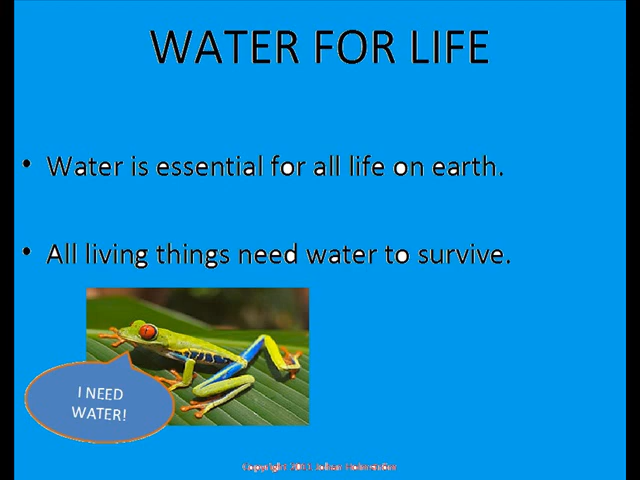 WATER FOR LIFE
• Water is essential for all life on earth.
• All living things need water to survive.
I NEED
WATER!
Copyright